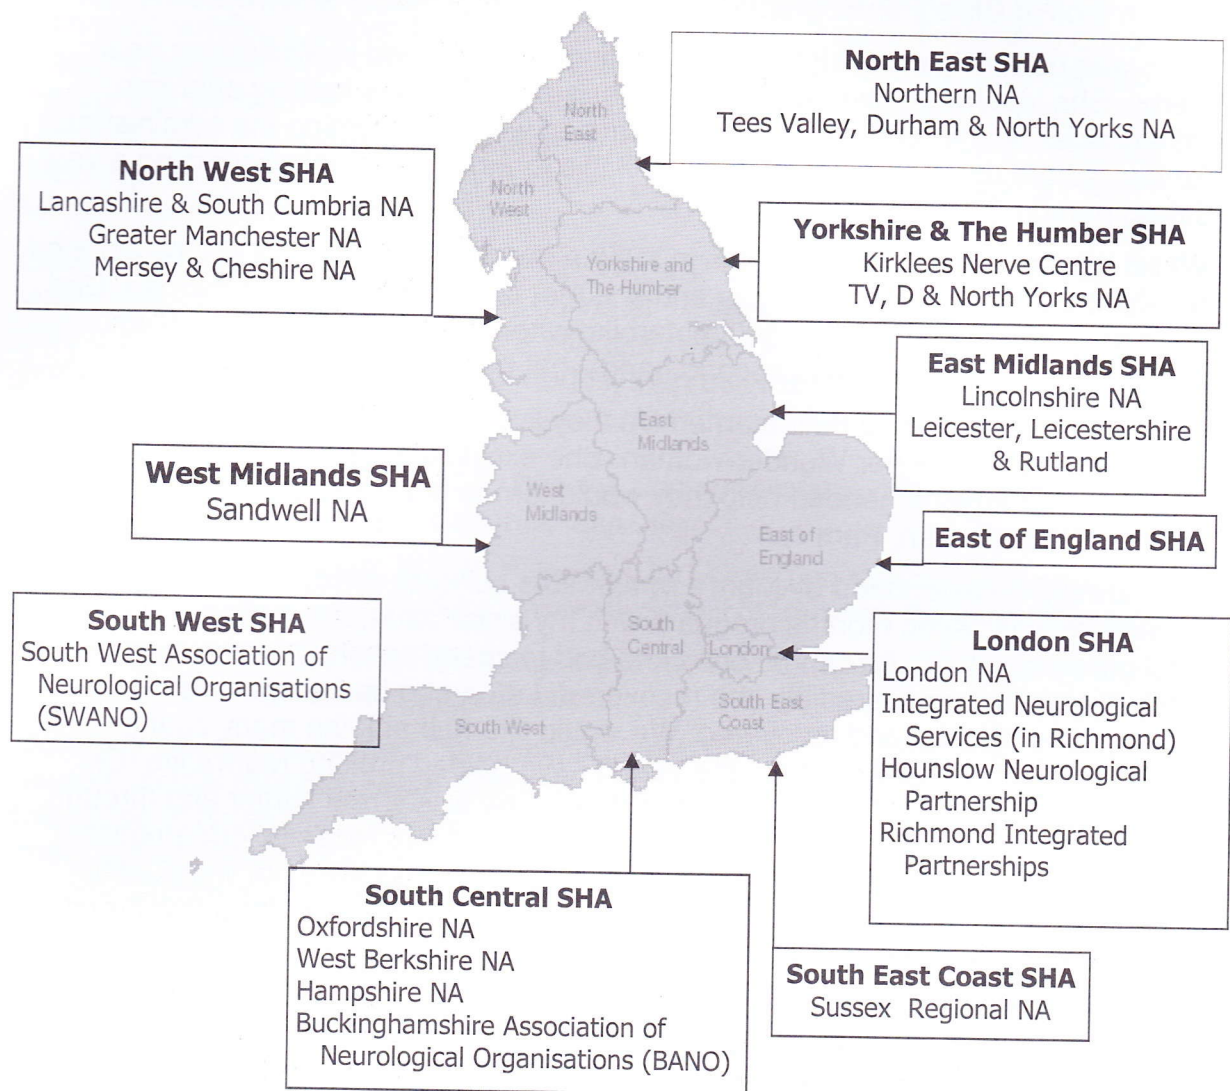 North East SHA
Northern NA
Tees Valley, Durham & North Yorks NA
North West SHA
Lancashire & South Cumbria NA
Greater Manchester NA
Mersey & Cheshire NA
Yorkshire & The Humber SHA
Kirklees Nerve Centre
TV, D & North Yorks NA
East Midlands SHA
Lincolnshire NA
Leicester, Leicestershire
& Rutland
West Midlands SHA
Sandwell NA
East of England SHA
South West SHA
South West Association of
Neurological Organisations
(SWANO)
London SHA
London NA
Integrated Neurological
Services (in Richmond)
Hounslow Neurological
Partnership
Richmond Integrated
Partnerships
South Central SHA
Oxfordshire NA
West Berkshire NA
Hampshire NA
Buckinghamshire Association of
Neurological Organisations (BANO)
South East Coast SHA
Sussex Regional NA
North
East
North
West
Yorkshire and
The Humber
East
Midlands
West
Midlands
East of
England
South
Central
London
South East
Coast
South West